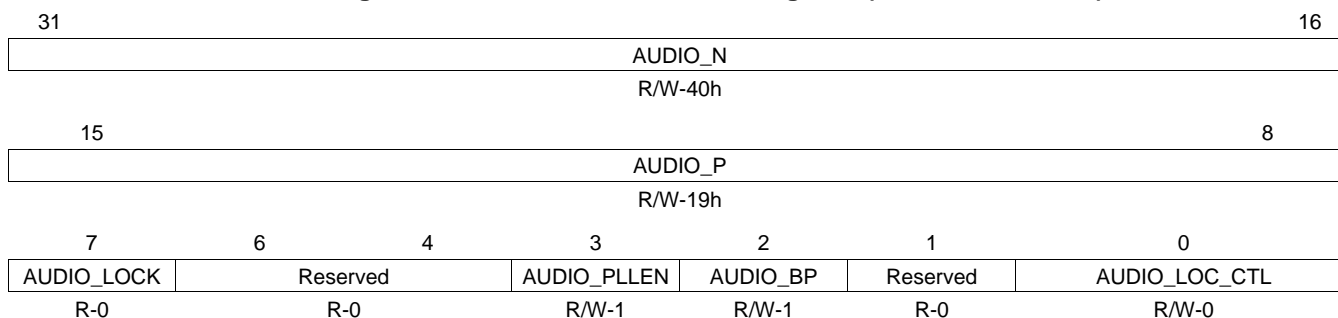 31 16
AUDIO_N
R/W-40h
15 8
AUDIO_P
R/W-19h
7 6 4 3 2 1 0
AUDIO_LOCK Reserved AUDIO_PLLEN AUDIO_BP Reserved AUDIO_LOC_CTL
R-0 R-0 R/W-1 R/W-1 R-0 R/W-0